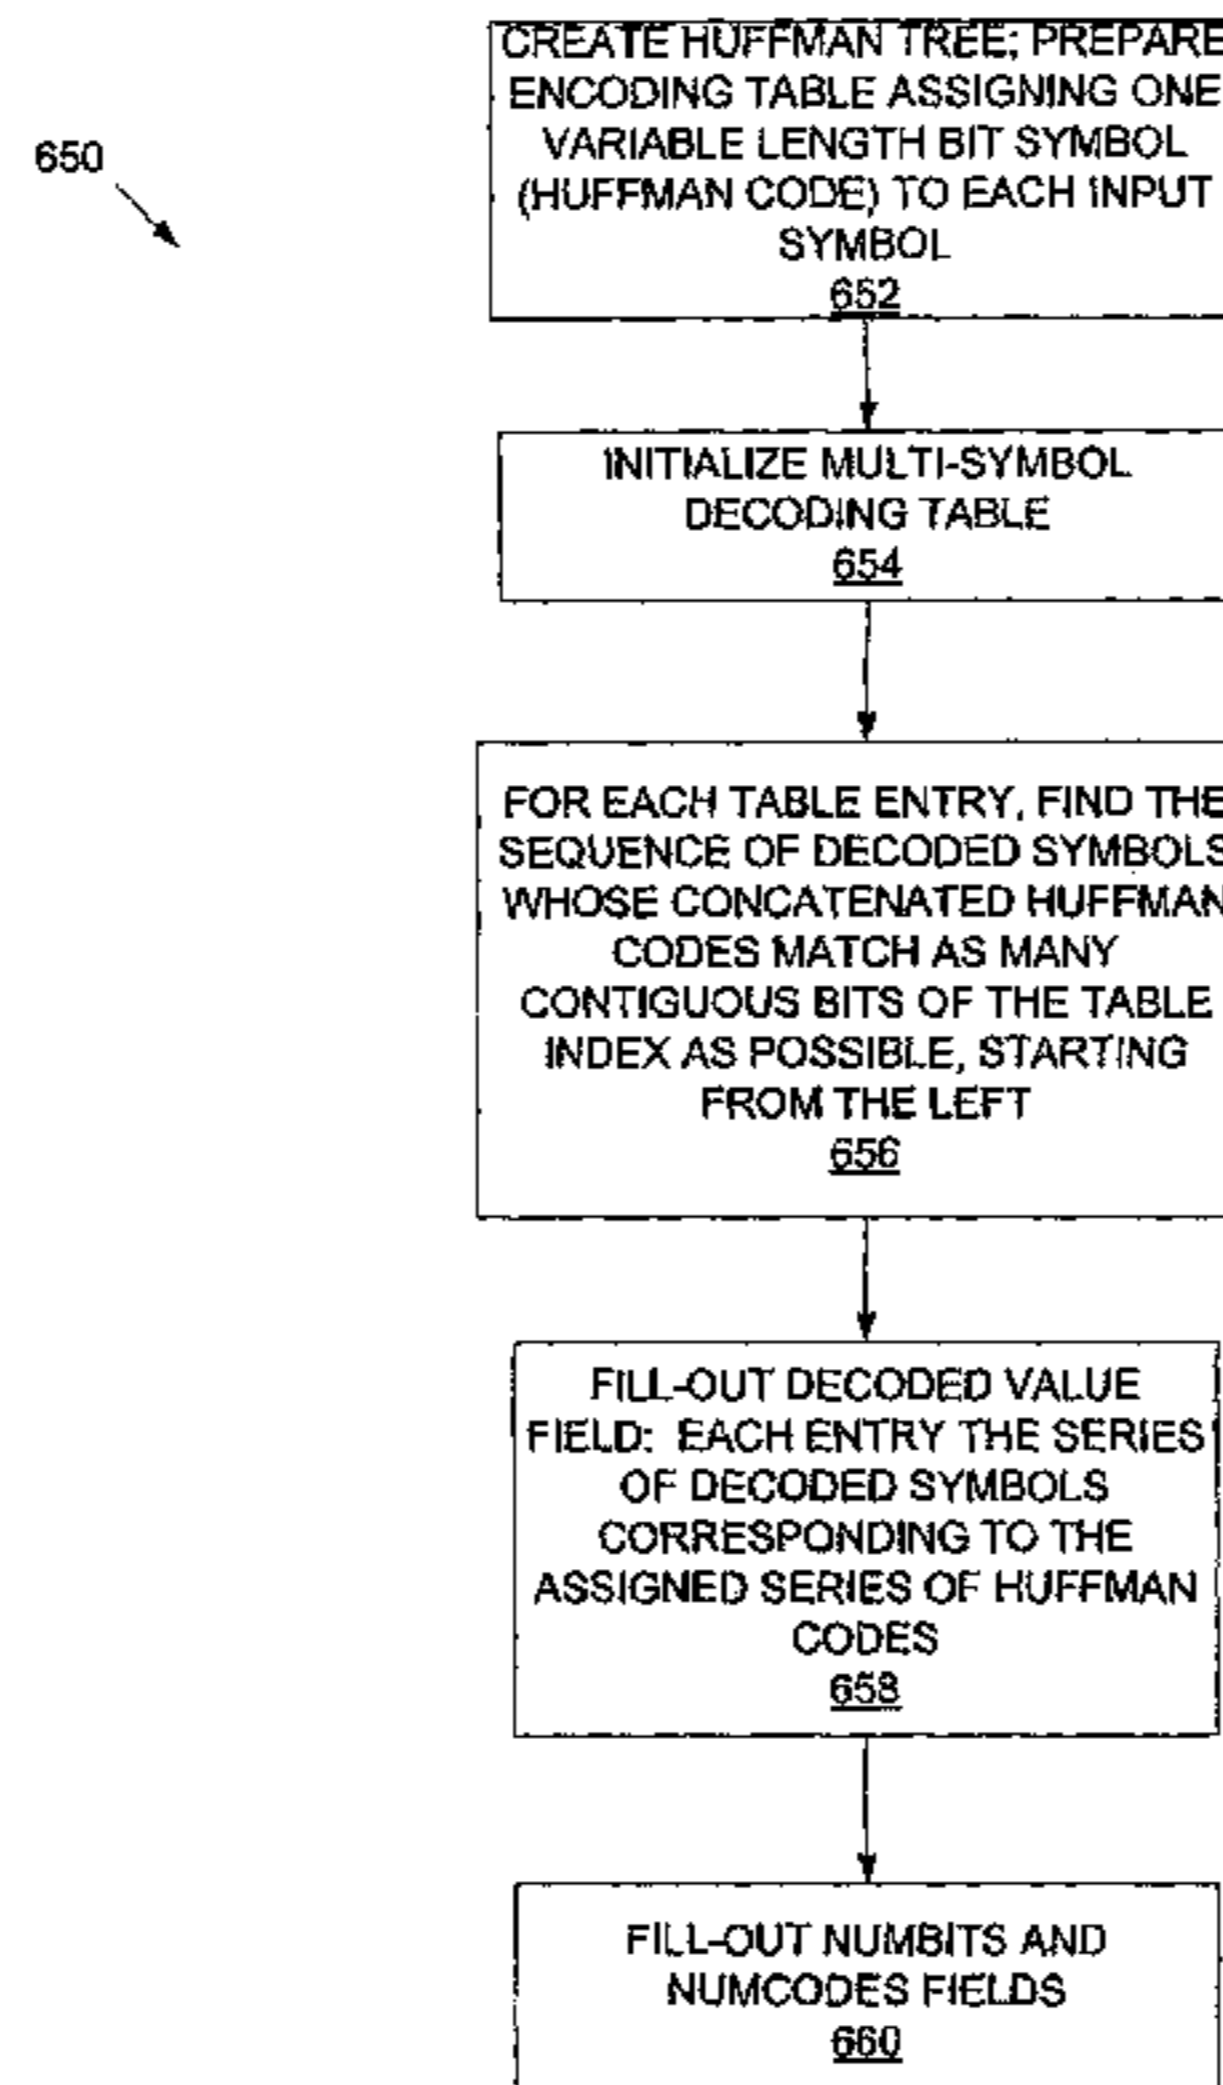 650
CREATE HUFFMAN TREE; PREPARE
ENCODING TABLE ASSIGNING ONE
VARIABLE LENGTH BIT SYMBOL
(HUFFMAN CODE) TO EACH INPUT
SYMBOL
652
INITIALIZE MULTI-SYMBOL
DECODING TABLE
654
FOR EACH TABLE ENTRY, FIND THE
SEQUENCE OF DECODED SYMBOLS
WHOSE CONCATENATED HUFFMAN
CODES MATCH AS MANY
CONTIGUOUS BITS OF THE TABLE
INDEX AS POSSIBLE, STARTING
FROM THE LEFT
656
FILL-OUT DECODED VALUE
FIELD: EACH ENTRY THE SERIES
OF DECODED SYMBOLS
CORRESPONDING TO THE
ASSIGNED SERIES OF HUFFMAN
CODES
658
FILL-OUT NUMBITS AND
NUMCODES FIELDS
660